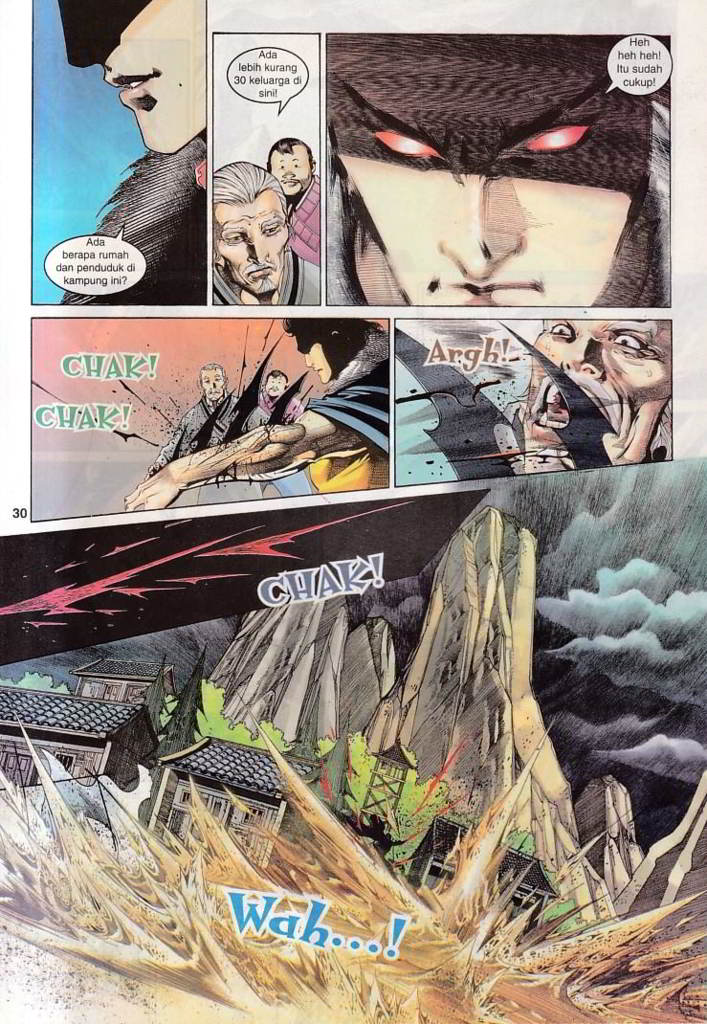 Ada
berapa rumah
dan penduduk di
kampung ini?
Ada
lebih kurang
30 keluarga di
sini!
Heh
heh heh!
Itu sudah
cukup!
CHAK!
CHAK!
Argh!
30
CHAK!
Wah...!